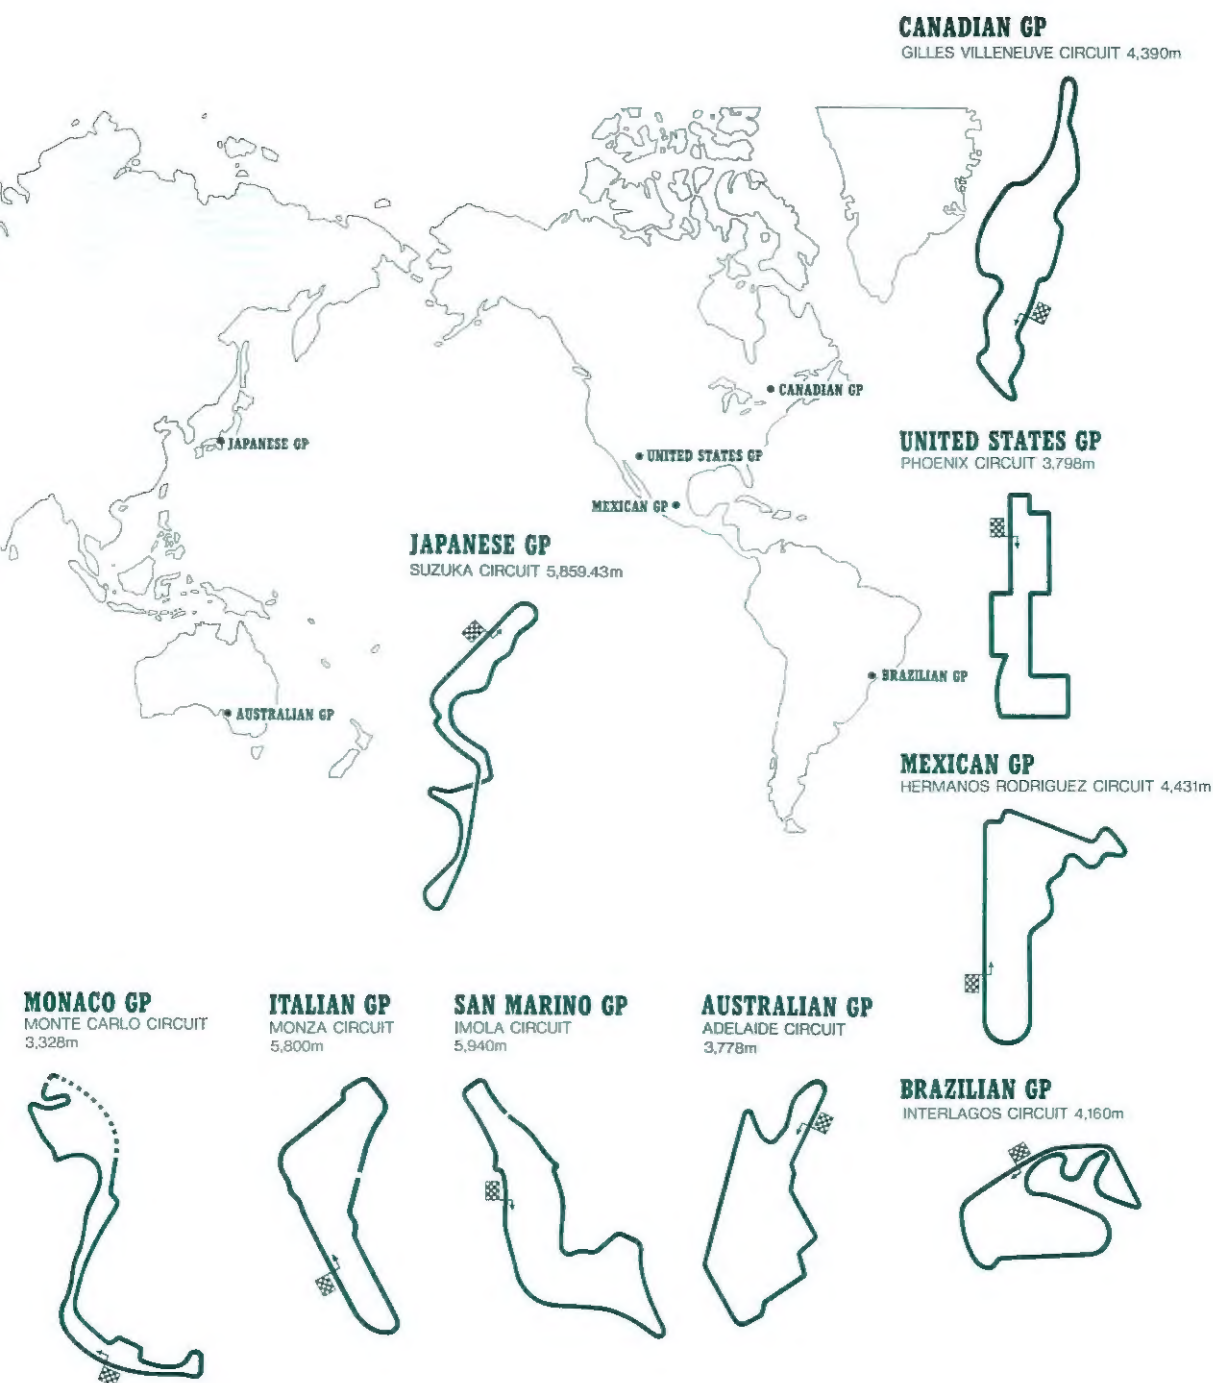 CANADIAN GP
GILLES VILLENEUVE CIRCUIT 4,390m
CANADIAN GP
JAPANESE GP
UNITED STATES GP
MEXICAN GP
BRAZILIAN GP
AUSTRALIAN GP
UNITED STATES GP
PHOENIX CIRCUIT 3,798m
JAPANESE GP
SUZUKA CIRCUIT 5,859.43m
MEXICAN GP
HERMANOS RODRIGUEZ CIRCUIT 4,431m
MONACO GP
MONTE CARLO CIRCUIT
3,328m
ITALIAN GP
MONZA CIRCUIT
5,800m
SAN MARINO GP
IMOLA CIRCUIT
5,940m
AUSTRALIAN GP
ADELAIDE CIRCUIT
3,778m
BRAZILIAN GP
INTERLAGOS CIRCUIT 4,160m